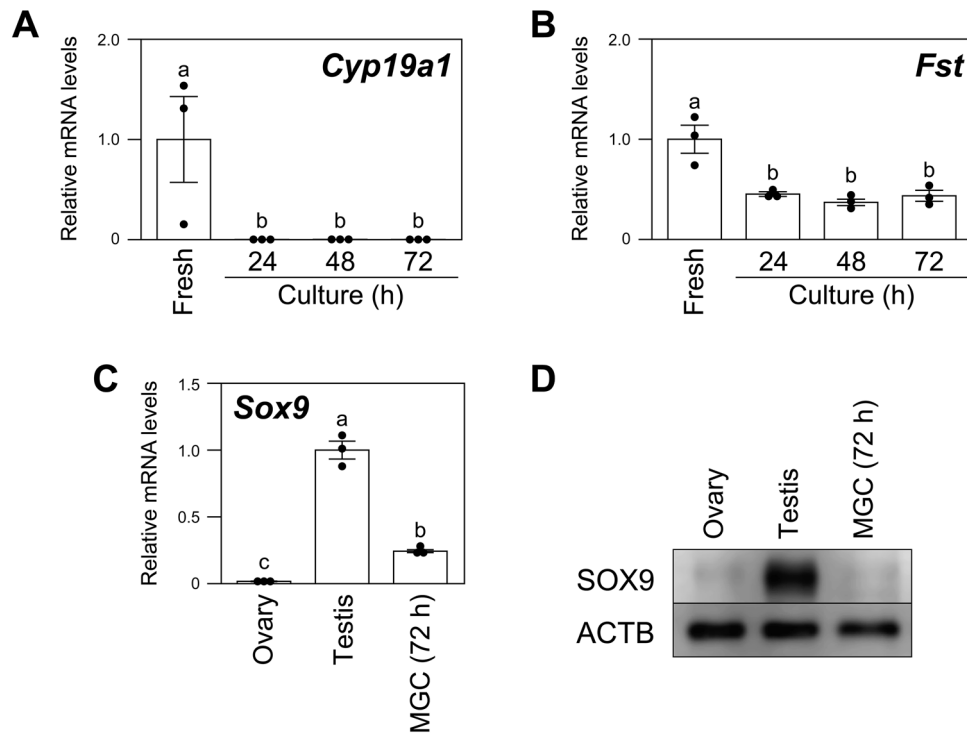 A
Relative mRNA levels
2.0
1.0
0
Cyp19a1
a
b
b
b
Fresh
24
48
72
Culture (h)
B
Relative mRNA levels
2.0
1.0
0
Fst
a
b
b
b
Fresh
24
48
72
Culture (h)
C
Relative mRNA levels
1.5
1.0
0.5
0
Sox9
c
a
b
Ovary
Testis
MGC (72 h)
D
Ovary
Testis
MGC (72 h)
SOX9
ACTB